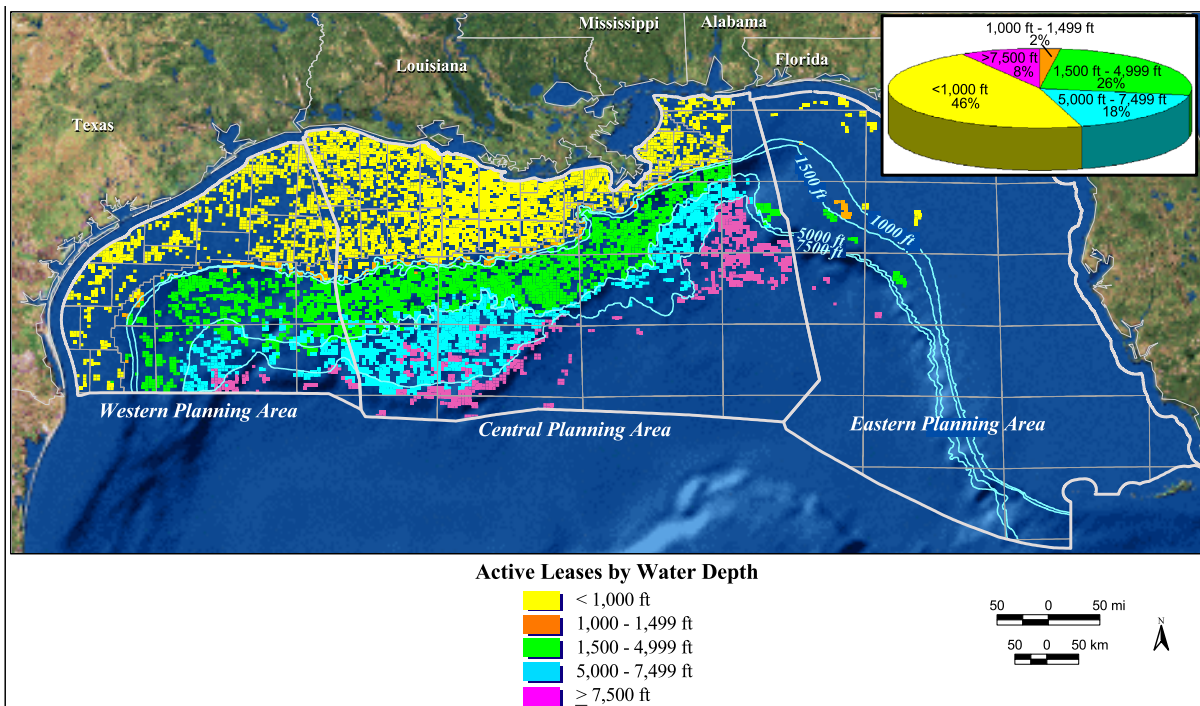 Mississippi
Alabama
Louisiana
Florida
Texas
1,000 ft - 1,499 ft
2%
>7,500 ft
8%
1,500 ft - 4,999 ft
26%
<1,000 ft
46%
5,000 ft - 7,499 ft
18%
1500 ft
1000 ft
5000 ft
7500 ft
Western Planning Area
Central Planning Area
Eastern Planning Area
Active Leases by Water Depth
< 1,000 ft
1,000 - 1,499 ft
1,500 - 4,999 ft
5,000 - 7,499 ft
≥ 7,500 ft
50 0 50 mi
50 0 50 km
N